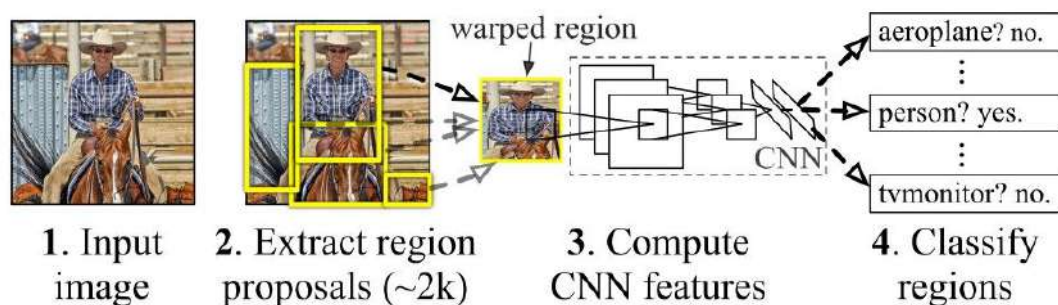 warped region
aeroplane? no.
⋮
person? yes.
⋮
tvmonitor? no.
CNN
1. Input
image
2. Extract region
proposals (~2k)
3. Compute
CNN features
4. Classify
regions